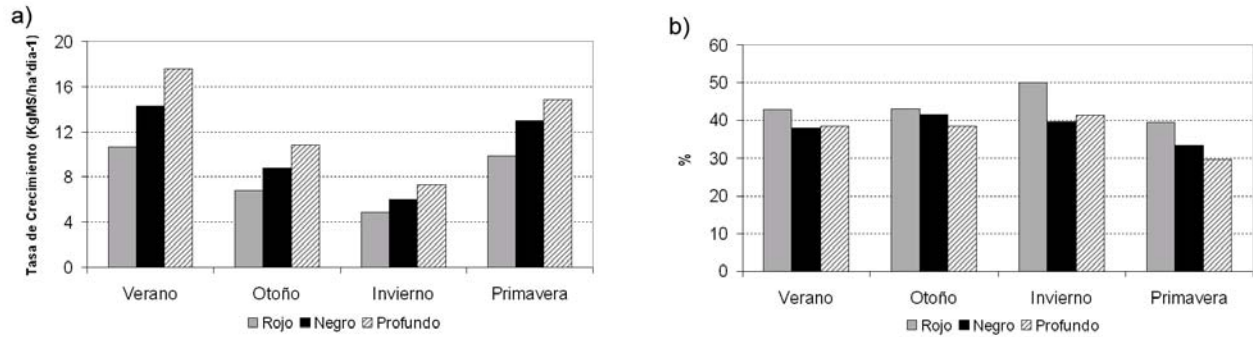 a)
Tasa de Crecimiento (KgMS/ha*dia-1)
20
16
12
8
4
0
Verano Otoño Invierno Primavera
Rojo Negro Profundo
b)
%
60
50
40
30
20
10
0
Verano Otoño Invierno Primavera
Rojo Negro Profundo